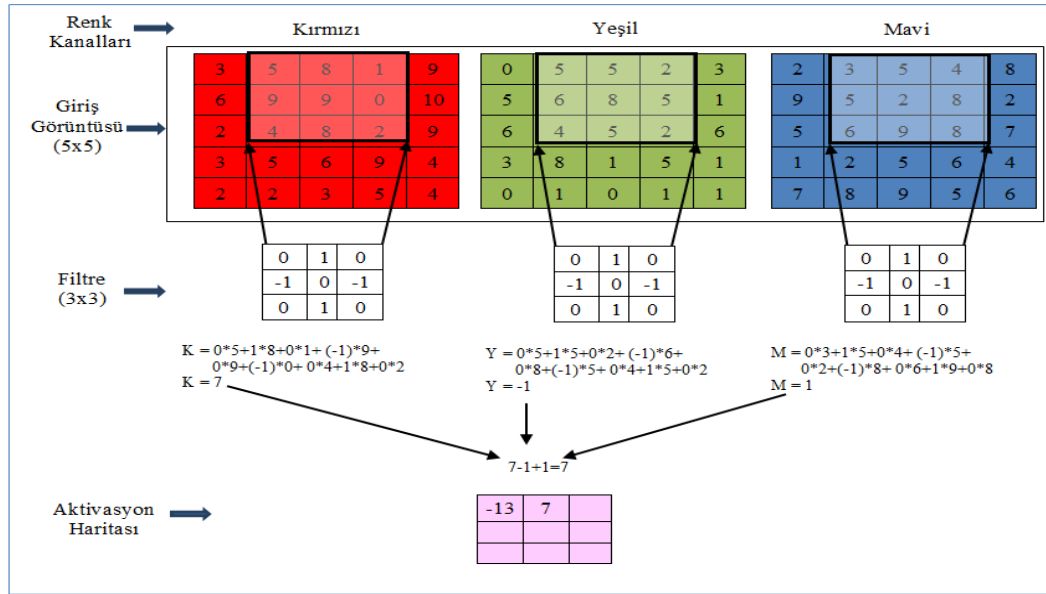 Renk
Kanalları
Kırmızı Yeşil Mavi
Giriş
Görüntüsü
(5x5)
3 5 8 1 9 0 5 5 2 3 2 3 5 4 8
6 9 9 0 10 5 6 8 5 1 9 5 2 8 2
2 4 8 2 9 6 4 5 2 6 5 6 9 8 7
3 5 6 9 4 3 8 1 5 1 1 2 5 6 4
2 2 3 5 4 0 1 0 1 1 7 8 9 5 6
Filtre
(3x3)
0 1 0 0 1 0 0 1 0
-1 0 -1 -1 0 -1 -1 0 -1
0 1 0 0 1 0 0 1 0
K = 0*5+1*8+0*1+ (-1)*9+
0*9+(-1)*0+ 0*4+1*8+0*2
K = 7
Y = 0*5+1*5+0*2+ (-1)*6+
0*8+(-1)*5+ 0*4+1*5+0*2
Y = -1
M = 0*3+1*5+0*4+ (-1)*5+
0*2+(-1)*8+ 0*6+1*9+0*8
M = 1
7-1+1=7
Aktivasyon
Haritası
-13 7